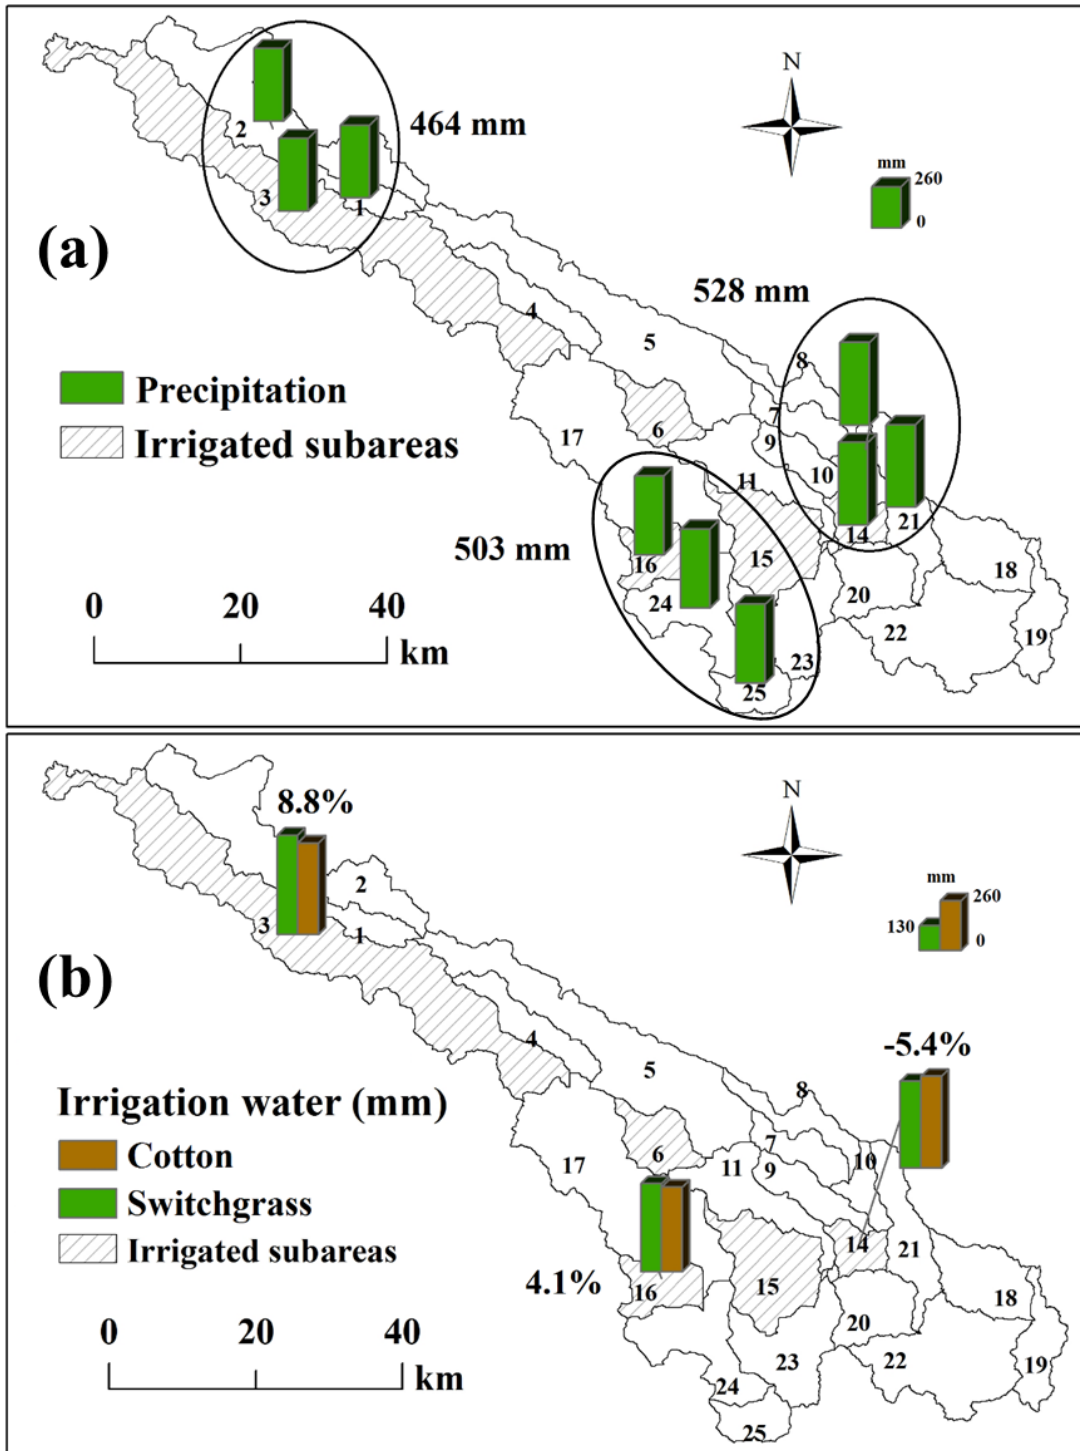 N
464 mm
mm
260
0
2
3
1
(a)
528 mm
4
5
8
Precipitation
7
17
6
9
Irrigated subareas
10
11
14
21
503 mm
16
15
18
24
20
0 20 40
km
22
19
23
25
N
8.8%
mm
260
130
0
2
3
1
(b)
4
-5.4%
5
8
Irrigation water (mm)
7
Cotton
17
6
11
9
10
Switchgrass
14
21
Irrigated subareas
4.1%
16
15
18
20
0 20 40
km
23
22
19
24
25